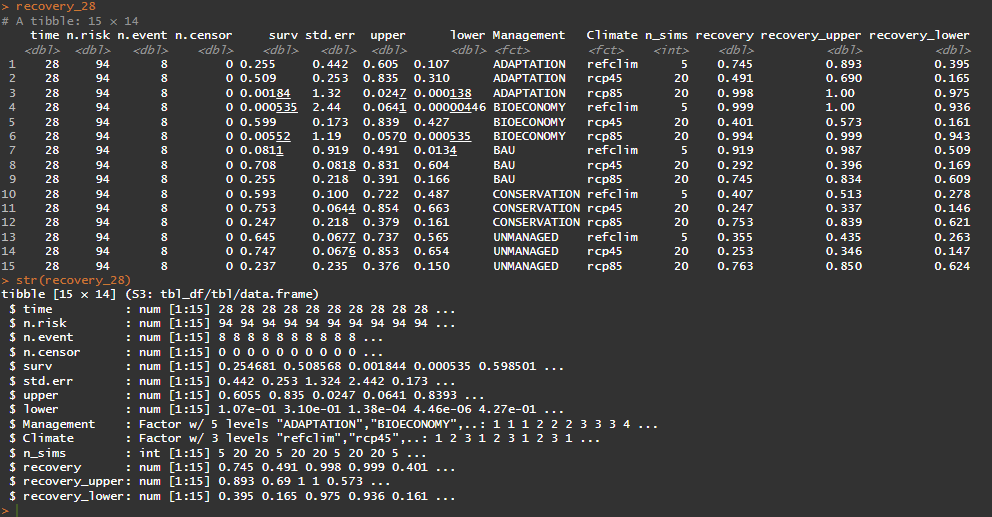 > recovery_28
# A tibble: 15 × 14
time n.risk n.event n.censor surv std.err upper lower Management Climate n_sims recovery recovery_upper recovery_lower
<dbl> <dbl> <dbl> <dbl> <dbl> <dbl> <dbl> <dbl> <fct> <fct> <int> <dbl> <dbl> <dbl>
1 28 94 8 0 0.255 0.442 0.605 0.107 ADAPTATION refclim 5 0.745 0.893 0.395
2 28 94 8 0 0.509 0.253 0.835 0.310 ADAPTATION rcp45 20 0.491 0.690 0.165
3 28 94 8 0 0.00184 1.32 0.0247 0.000138 ADAPTATION rcp85 20 0.998 1.00 0.975
4 28 94 8 0 0.000535 2.44 0.0641 0.00000446 BIOECONOMY refclim 5 0.999 1.00 0.936
5 28 94 8 0 0.599 0.173 0.839 0.427 BIOECONOMY rcp45 20 0.401 0.573 0.161
6 28 94 8 0 0.00552 1.19 0.0570 0.000535 BIOECONOMY rcp85 20 0.994 0.999 0.943
7 28 94 8 0 0.0811 0.919 0.491 0.0134 BAU refclim 5 0.919 0.987 0.509
8 28 94 8 0 0.708 0.0818 0.831 0.604 BAU rcp45 20 0.292 0.396 0.169
9 28 94 8 0 0.255 0.218 0.391 0.166 BAU rcp85 20 0.745 0.834 0.609
10 28 94 8 0 0.593 0.100 0.722 0.487 CONSERVATION refclim 5 0.407 0.513 0.278
11 28 94 8 0 0.753 0.0644 0.854 0.663 CONSERVATION rcp45 20 0.247 0.337 0.146
12 28 94 8 0 0.247 0.218 0.379 0.161 CONSERVATION rcp85 20 0.753 0.839 0.621
13 28 94 8 0 0.645 0.0677 0.737 0.565 UNMANAGED refclim 5 0.355 0.435 0.263
14 28 94 8 0 0.747 0.0676 0.853 0.654 UNMANAGED rcp45 20 0.253 0.346 0.147
15 28 94 8 0 0.237 0.235 0.376 0.150 UNMANAGED rcp85 20 0.763 0.850 0.624
> str(recovery_28)
tibble [15 × 14] (S3: tbl_df/tbl/data.frame)
$ time : num [1:15] 28 28 28 28 28 28 28 28 28 28 ...
$ n.risk : num [1:15] 94 94 94 94 94 94 94 94 94 94 ...
$ n.event : num [1:15] 8 8 8 8 8 8 8 8 8 8 ...
$ n.censor : num [1:15] 0 0 0 0 0 0 0 0 0 0 ...
$ surv : num [1:15] 0.254681 0.508568 0.001844 0.000535 0.598501 ...
$ std.err : num [1:15] 0.442 0.253 1.324 2.442 0.173 ...
$ upper : num [1:15] 0.6055 0.835 0.0247 0.0641 0.8393 ...
$ lower : num [1:15] 1.07e-01 3.10e-01 1.38e-04 4.46e-06 4.27e-01 ...
$ Management : Factor w/ 5 levels "ADAPTATION","BIOECONOMY",..: 1 1 1 2 2 2 3 3 3 4 ...
$ Climate : Factor w/ 3 levels "refclim","rcp45",..: 1 2 3 1 2 3 1 2 3 1 ...
$ n_sims : int [1:15] 5 20 20 5 20 20 5 20 20 5 ...
$ recovery : num [1:15] 0.745 0.491 0.998 0.999 0.401 ...
$ recovery_upper: num [1:15] 0.893 0.69 1 1 0.573 ...
$ recovery_lower: num [1:15] 0.395 0.165 0.975 0.936 0.161 ...
>